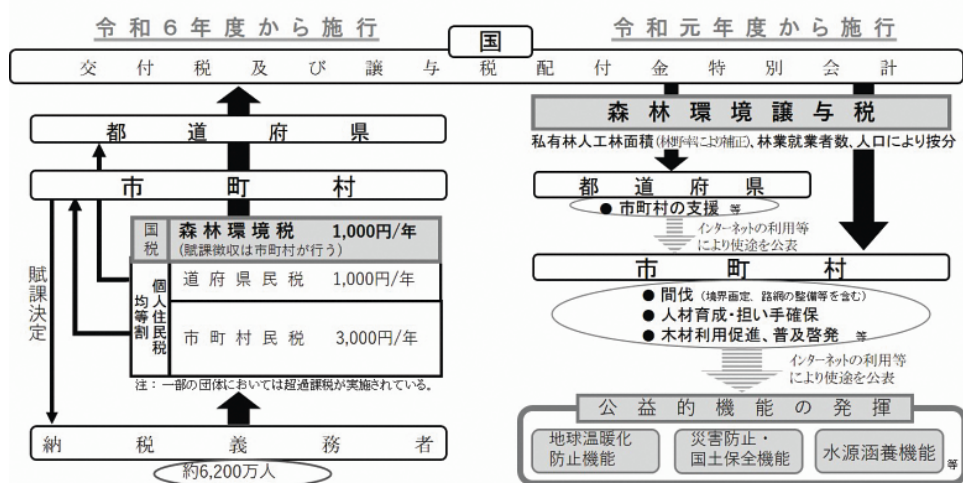 令和６年度から施行
国
令和元年度から施行
交付税及び譲与税配付金特別会計
都道府県
市町村
国税
森林環境税 1,000円/年
(賦課徴収は市町村が行う)
個人住民税
均等割
道府県民税 1,000円/年
市町村民税 3,000円/年
注：一部の団体においては超過課税が実施されている。
賦課決定
納税義務者
約6,200万人
森林環境譲与税
私有林人工林面積(林野率により補正)、林業就業者数、人口により按分
都道府県
● 市町村の支援 等
インターネットの利用等
により使途を公表
市町村
● 間伐（境界画定、路網の整備等を含む）
● 人材育成・担い手確保
● 木材利用促進、普及啓発 等
インターネットの利用等
により使途を公表
公益的機能の発揮
地球温暖化
防止機能
災害防止・
国土保全機能
水源涵養機能
等